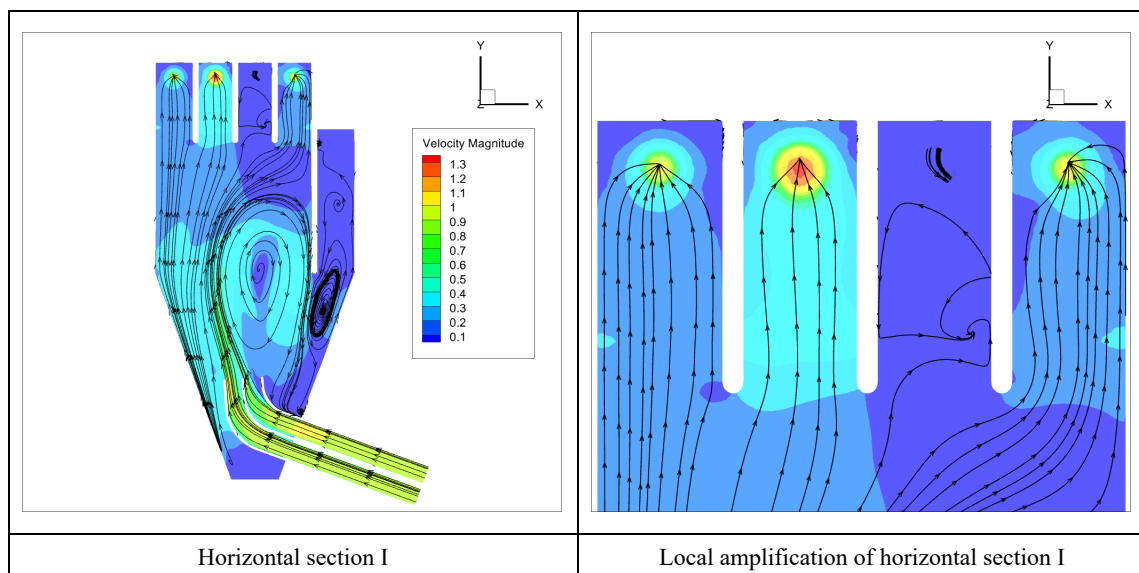 Y
Z
X
Velocity Magnitude
1.3
1.2
1.1
1
0.9
0.8
0.7
0.6
0.5
0.4
0.3
0.2
0.1
Y
Z
X
Horizontal section I
Local amplification of horizontal section I